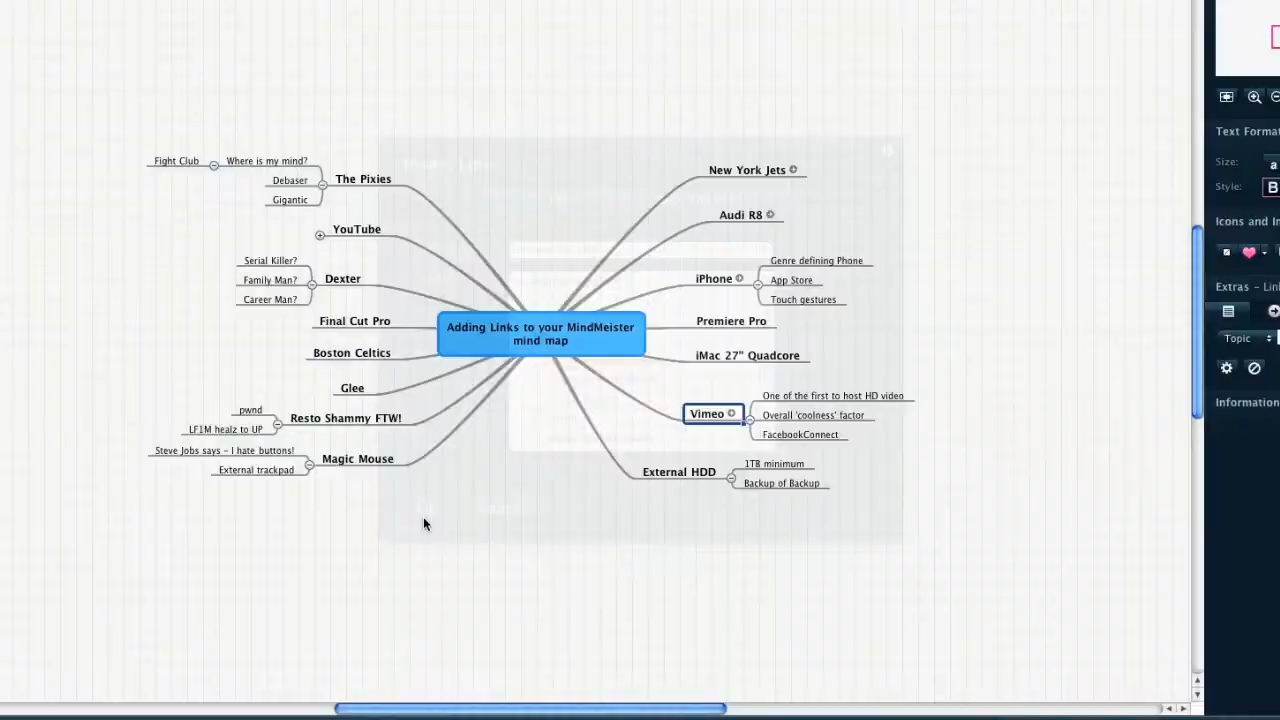 Fight Club
Where is my mind?
Debaser
Gigantic
The Pixies
YouTube
Serial Killer?
Family Man?
Career Man?
Dexter
Final Cut Pro
Boston Celtics
Glee
pwnd
LF1M healz to UP
Resto Shammy FTW!
Steve Jobs says - I hate buttons!
External trackpad
Magic Mouse
Adding Links to your MindMeister
mind map
New York Jets
Audi R8
iPhone
Genre defining Phone
App Store
Touch gestures
Premiere Pro
iMac 27" Quadcore
Vimeo
One of the first to host HD video
Overall 'coolness' factor
FacebookConnect
External HDD
1TB minimum
Backup of Backup
Text Forma
Size:
a
Style:
B
Icons and In
Extras - Lin
Topic
Information